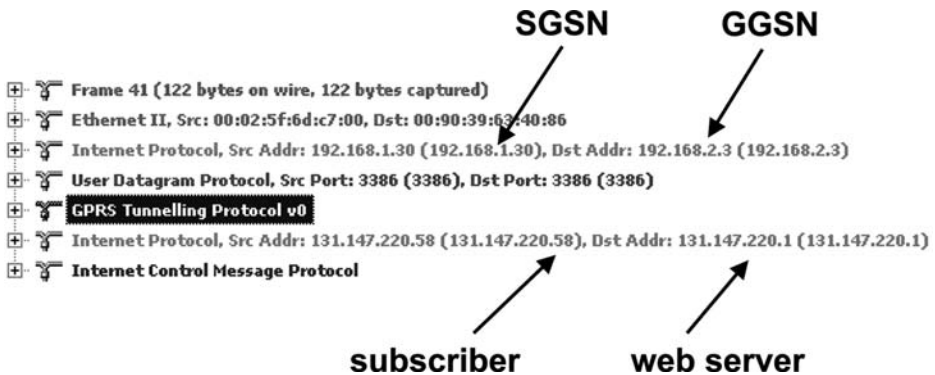 SGSN GGSN
Frame 41 (122 bytes on wire, 122 bytes captured)
Ethernet II, Src: 00:02:5f:6d:c7:00, Dst: 00:90:39:63:40:86
Internet Protocol, Src Addr: 192.168.1.30 (192.168.1.30), Dst Addr: 192.168.2.3 (192.168.2.3)
User Datagram Protocol, Src Port: 3386 (3386), Dst Port: 3386 (3386)
GPRS Tunnelling Protocol v0
Internet Protocol, Src Addr: 131.147.220.58 (131.147.220.58), Dst Addr: 131.147.220.1 (131.147.220.1)
Internet Control Message Protocol
subscriber web server